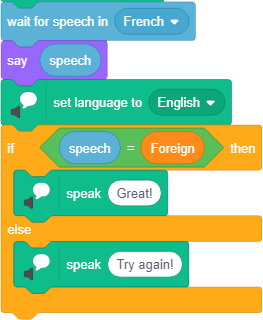 wait for speech in French
say speech
set language to English
if speech = Foreign then
speak Great!
else
speak Try again!